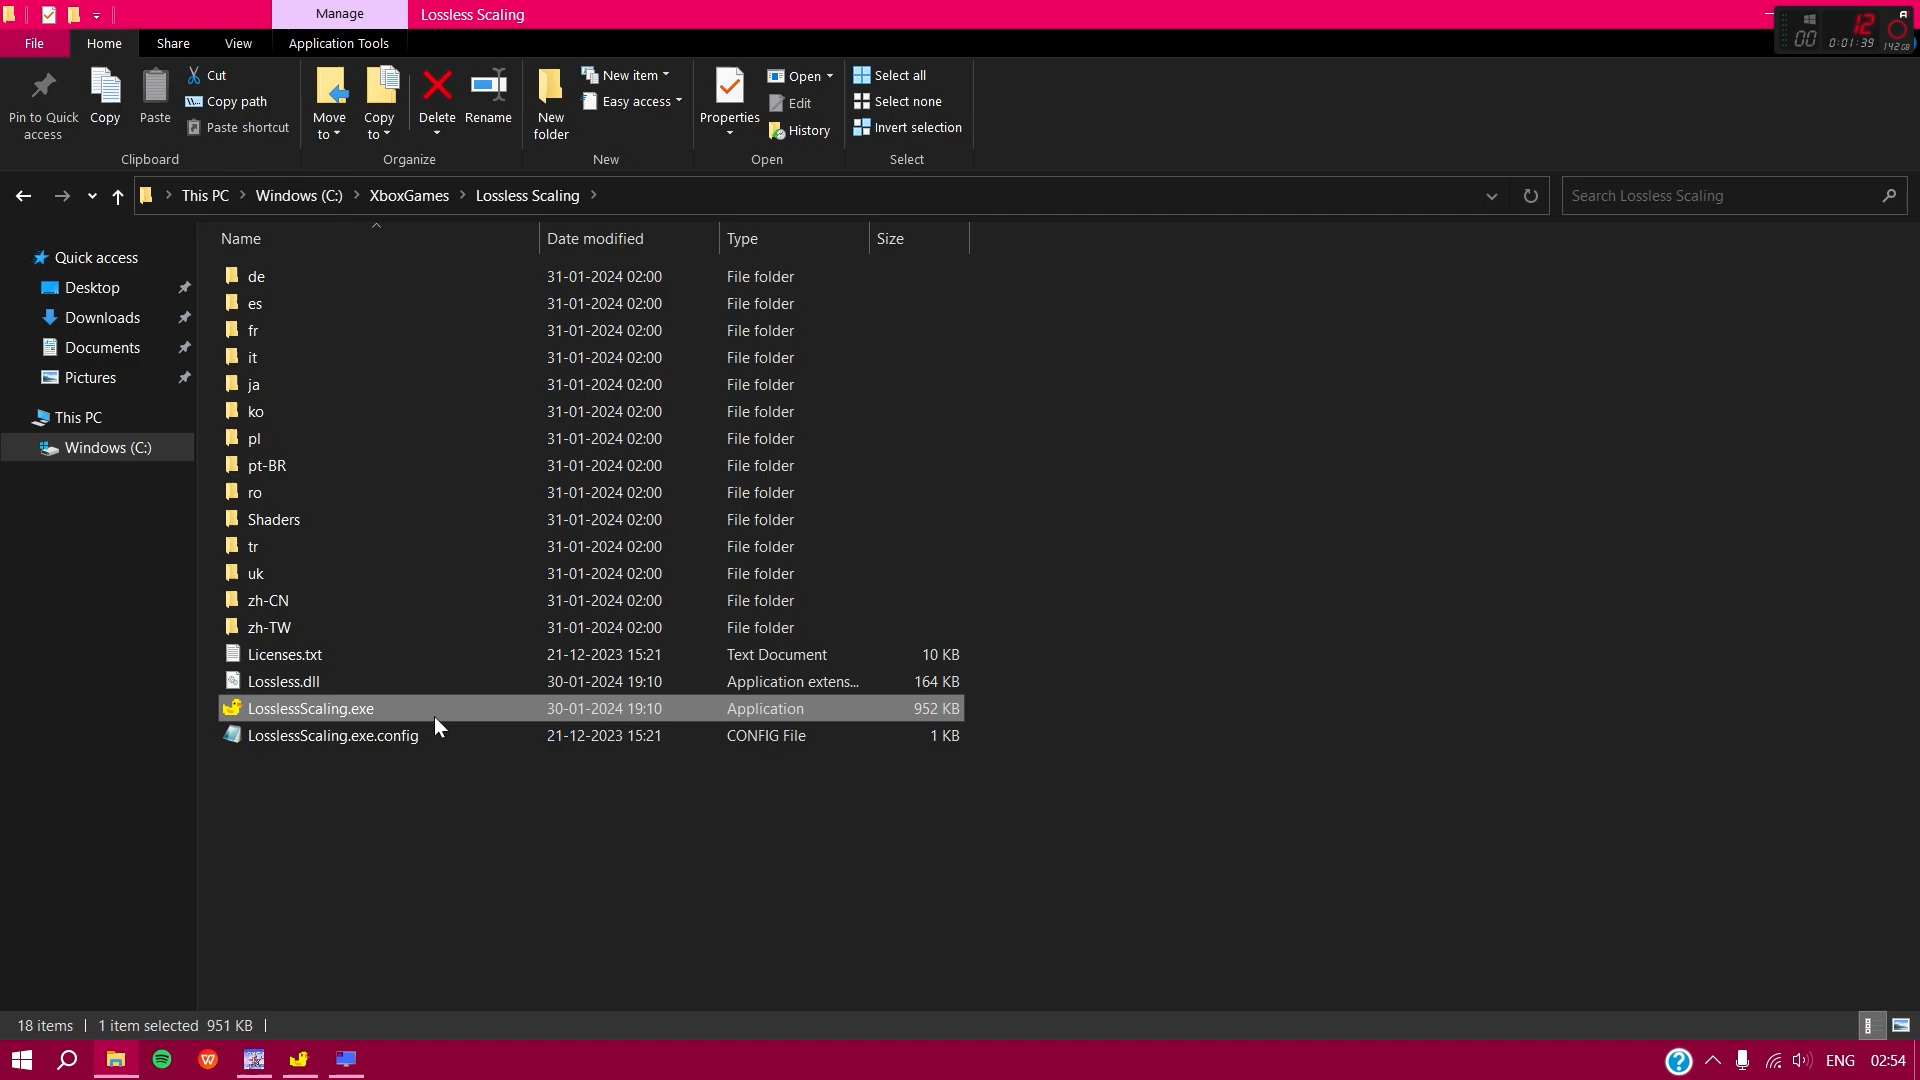 Manage
Lossless Scaling
File
Home
Share
View
Application Tools
12
00
0:01:39
142 GB
Pin to Quick access
Copy
Paste
Cut
Copy path
Paste shortcut
Clipboard
Move to
Copy to
Delete
Rename
Organize
New folder
New item
Easy access
New
Properties
Open
Edit
History
Open
Select all
Select none
Invert selection
Select
This PC
Windows (C:)
XboxGames
Lossless Scaling
Search Lossless Scaling
Quick access
Desktop
Downloads
Documents
Pictures
This PC
Windows (C:)
Name Date modified Type Size
de 31-01-2024 02:00 File folder
es 31-01-2024 02:00 File folder
fr 31-01-2024 02:00 File folder
it 31-01-2024 02:00 File folder
ja 31-01-2024 02:00 File folder
ko 31-01-2024 02:00 File folder
pl 31-01-2024 02:00 File folder
pt-BR 31-01-2024 02:00 File folder
ro 31-01-2024 02:00 File folder
Shaders 31-01-2024 02:00 File folder
tr 31-01-2024 02:00 File folder
uk 31-01-2024 02:00 File folder
zh-CN 31-01-2024 02:00 File folder
zh-TW 31-01-2024 02:00 File folder
Licenses.txt 21-12-2023 15:21 Text Document 10 KB
Lossless.dll 30-01-2024 19:10 Application extens... 164 KB
LosslessScaling.exe 30-01-2024 19:10 Application 952 KB
LosslessScaling.exe.config 21-12-2023 15:21 CONFIG File 1 KB
18 items 1 item selected 951 KB
ENG 02:54